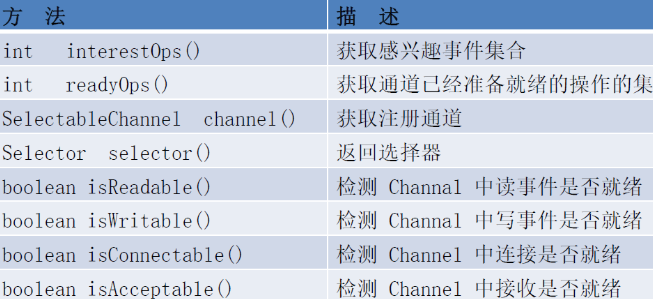 方 法 描 述
int interestOps() 获取感兴趣事件集合
int readyOps() 获取通道已经准备就绪的操作的集
SelectableChannel channel() 获取注册通道
Selector selector() 返回选择器
boolean isReadable() 检测 Channal 中读事件是否就绪
boolean isWritable() 检测 Channal 中写事件是否就绪
boolean isConnectable() 检测 Channel 中连接是否就绪
boolean isAcceptable() 检测 Channel 中接收是否就绪